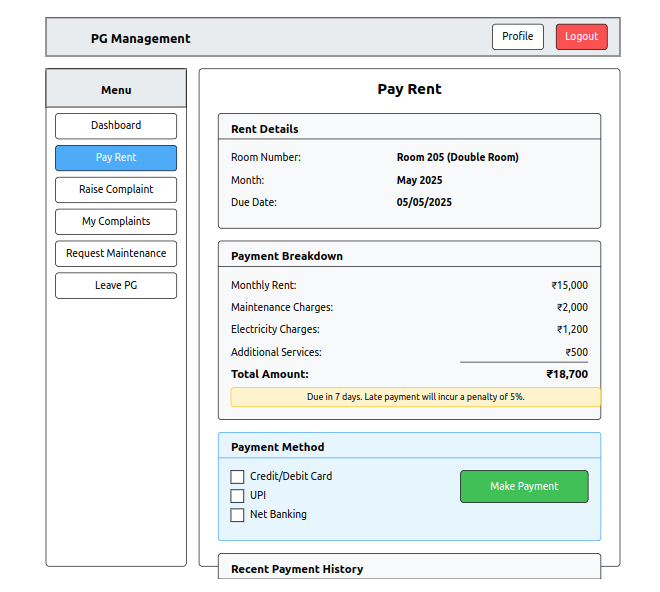 PG Management
Profile
Logout
Menu
Dashboard
Pay Rent
Raise Complaint
My Complaints
Request Maintenance
Leave PG
Pay Rent
Rent Details
Room Number: Room 205 (Double Room)
Month: May 2025
Due Date: 05/05/2025
Payment Breakdown
Monthly Rent: ₹15,000
Maintenance Charges: ₹2,000
Electricity Charges: ₹1,200
Additional Services: ₹500
Total Amount: ₹18,700
Due in 7 days. Late payment will incur a penalty of 5%.
Payment Method
Credit/Debit Card
UPI
Net Banking
Make Payment
Recent Payment History